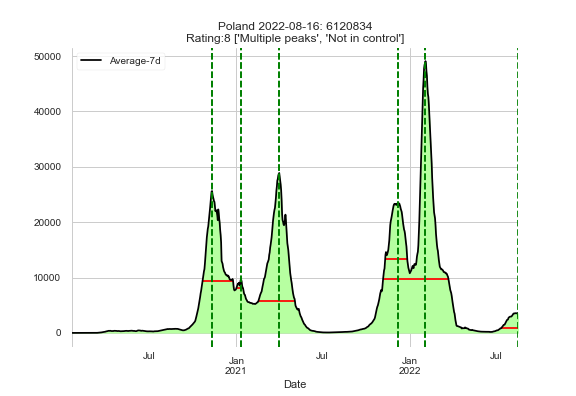 Poland 2022-08-16: 6120834
Rating:8 ['Multiple peaks', 'Not in control']
Average-7d
50000
40000
30000
20000
10000
0
Jul
Jan
2021
Jul
Jan
2022
Jul
Date